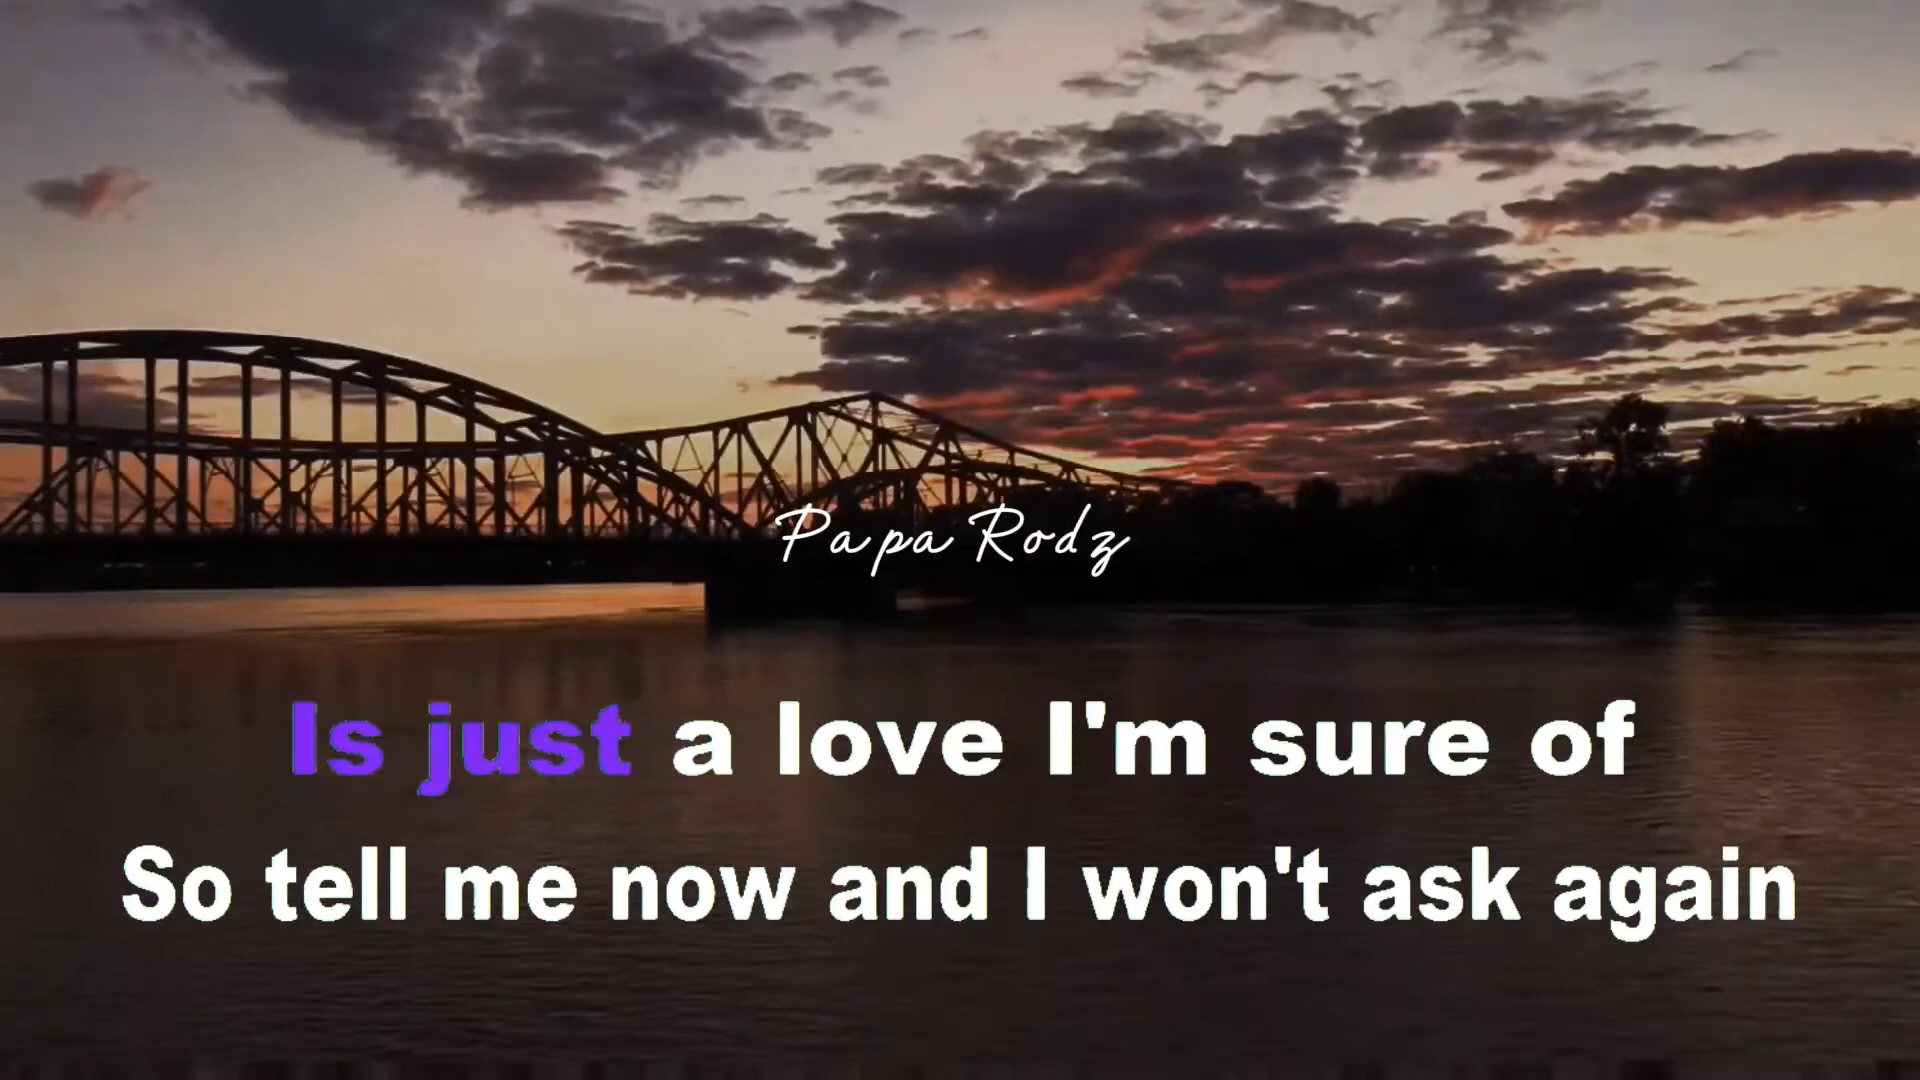 Papa Rodz
Is just a love I'm sure of
So tell me now and I won't ask again